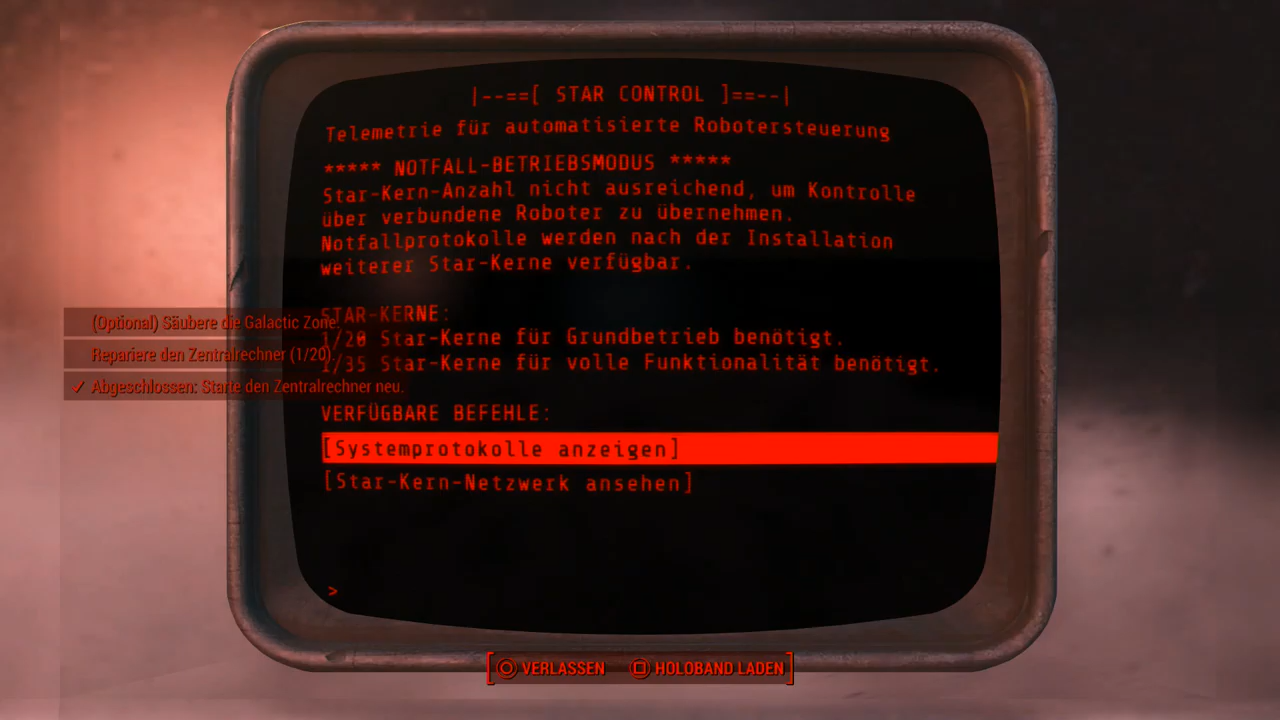 |--==[ STAR CONTROL ]==--|
Telemetrie für automatisierte Robotersteuerung
***** NOTFALL-BETRIEBSMODUS *****
Star-Kern-Anzahl nicht ausreichend, um Kontrolle
über verbundene Roboter zu übernehmen.
Notfallprotokolle werden nach der Installation
weiterer Star-Kerne verfügbar.
STAR-KERNE:
1/20 Star-Kerne für Grundbetrieb benötigt.
1/35 Star-Kerne für volle Funktionalität benötigt.
(Optional) Säubere die Galactic Zone.
Repariere den Zentralrechner (1/20).
✓ Abgeschlossen: Starte den Zentralrechner neu.
VERFÜGBARE BEFEHLE:
[Systemprotokolle anzeigen]
[Star-Kern-Netzwerk ansehen]
>
VERLASSEN HOLOBAND LADEN